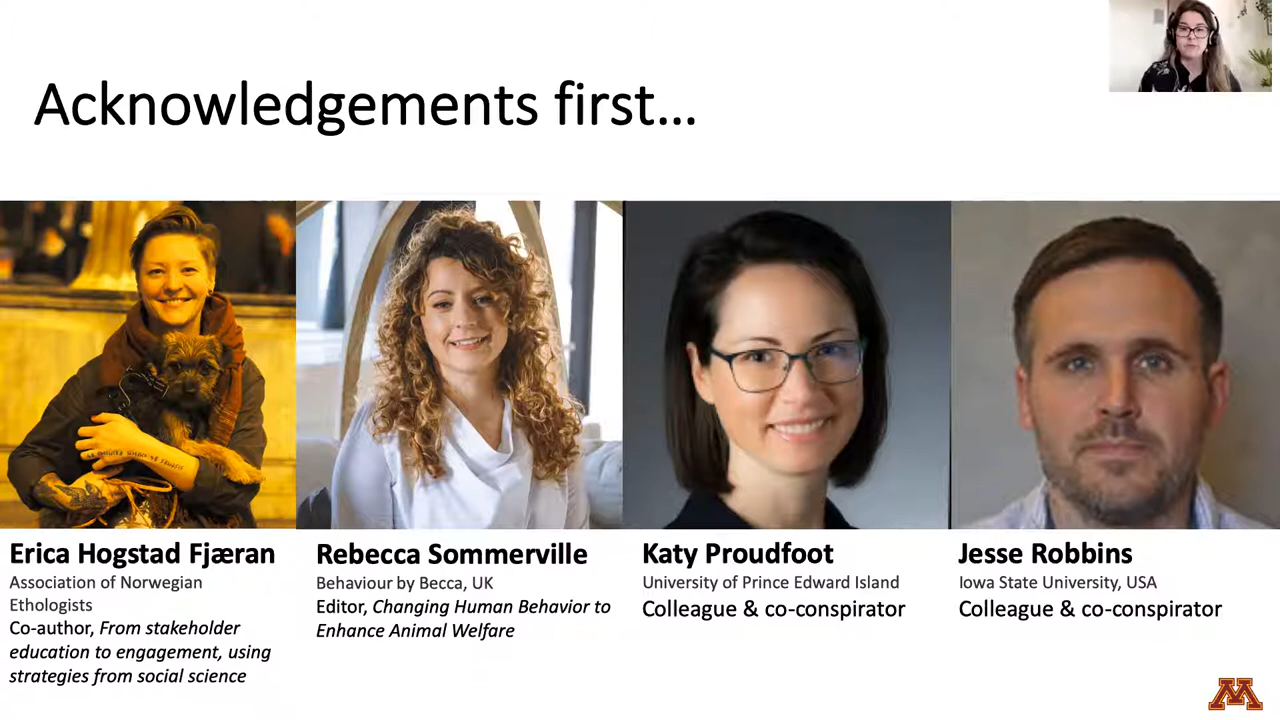 Acknowledgements first...
Erica Hogstad Fjæran
Association of Norwegian
Ethologists
Co-author, From stakeholder
education to engagement, using
strategies from social science
Rebecca Sommerville
Behaviour by Becca, UK
Editor, Changing Human Behavior to
Enhance Animal Welfare
Katy Proudfoot
University of Prince Edward Island
Colleague & co-conspirator
Jesse Robbins
Iowa State University, USA
Colleague & co-conspirator
M